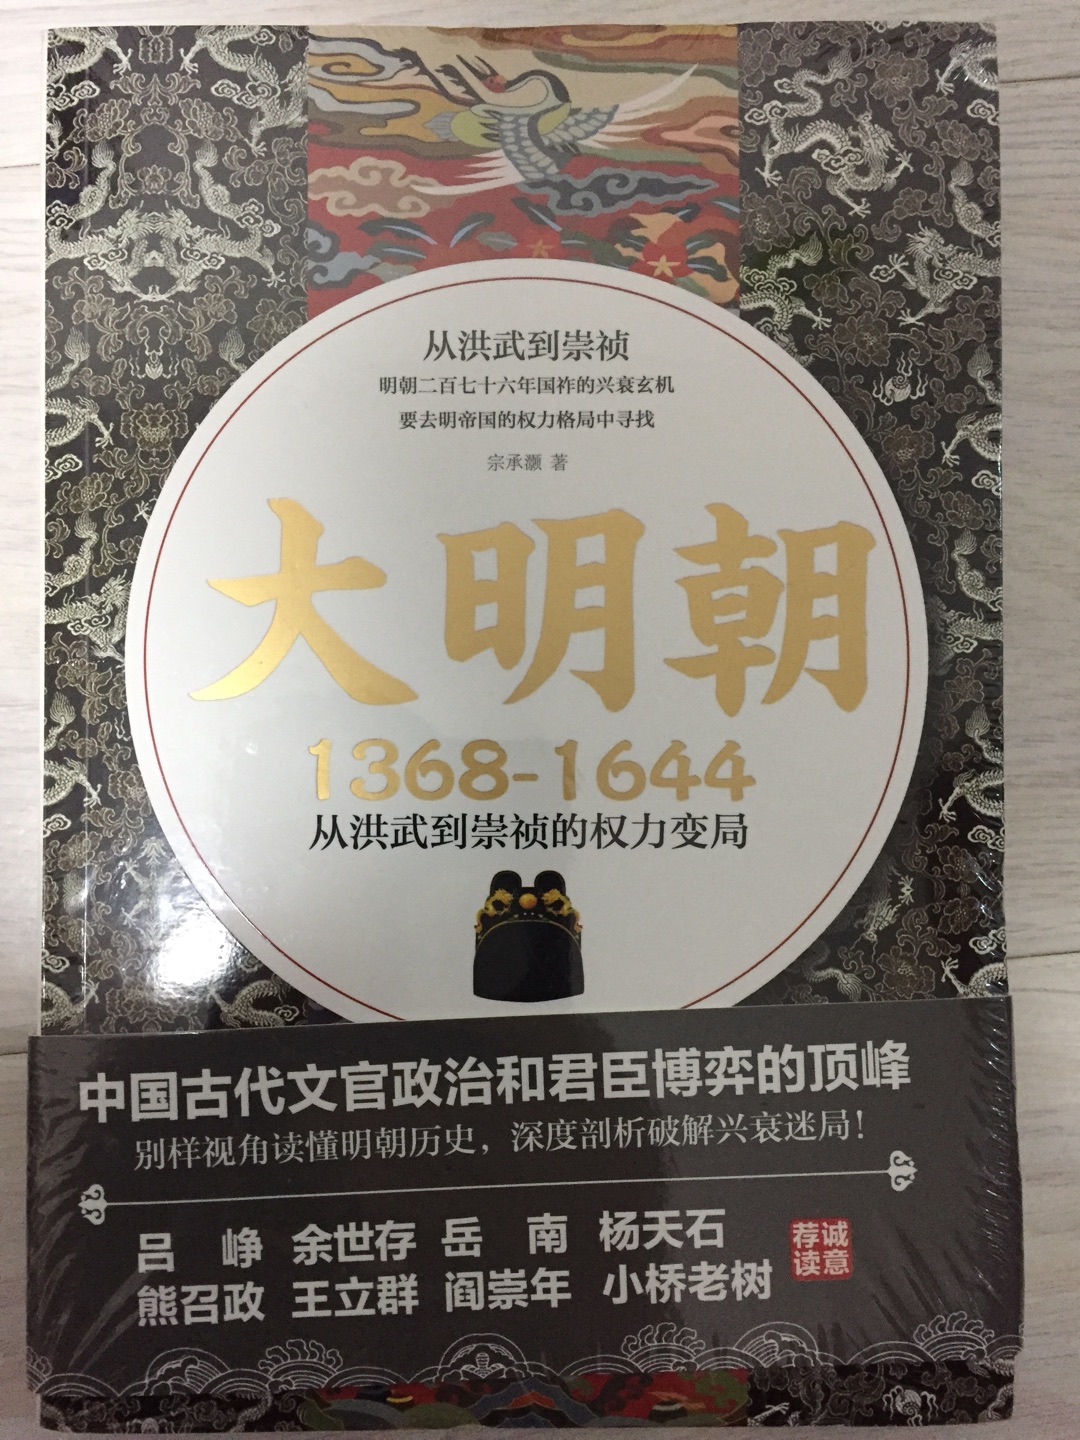 从洪武到崇祯
明朝二百七十六年国祚的兴衰玄机
要去明帝国的权力格局中寻找
宗承灏 著
大明朝
1368-1644
从洪武到崇祯的权力变局
中国古代文官政治和君臣博弈的顶峰
别样视角读懂明朝历史，深度剖析破解兴衰迷局！
吕峥 余世存 岳南 杨天石
熊召政 王立群 阎崇年 小桥老树
诚意
荐读